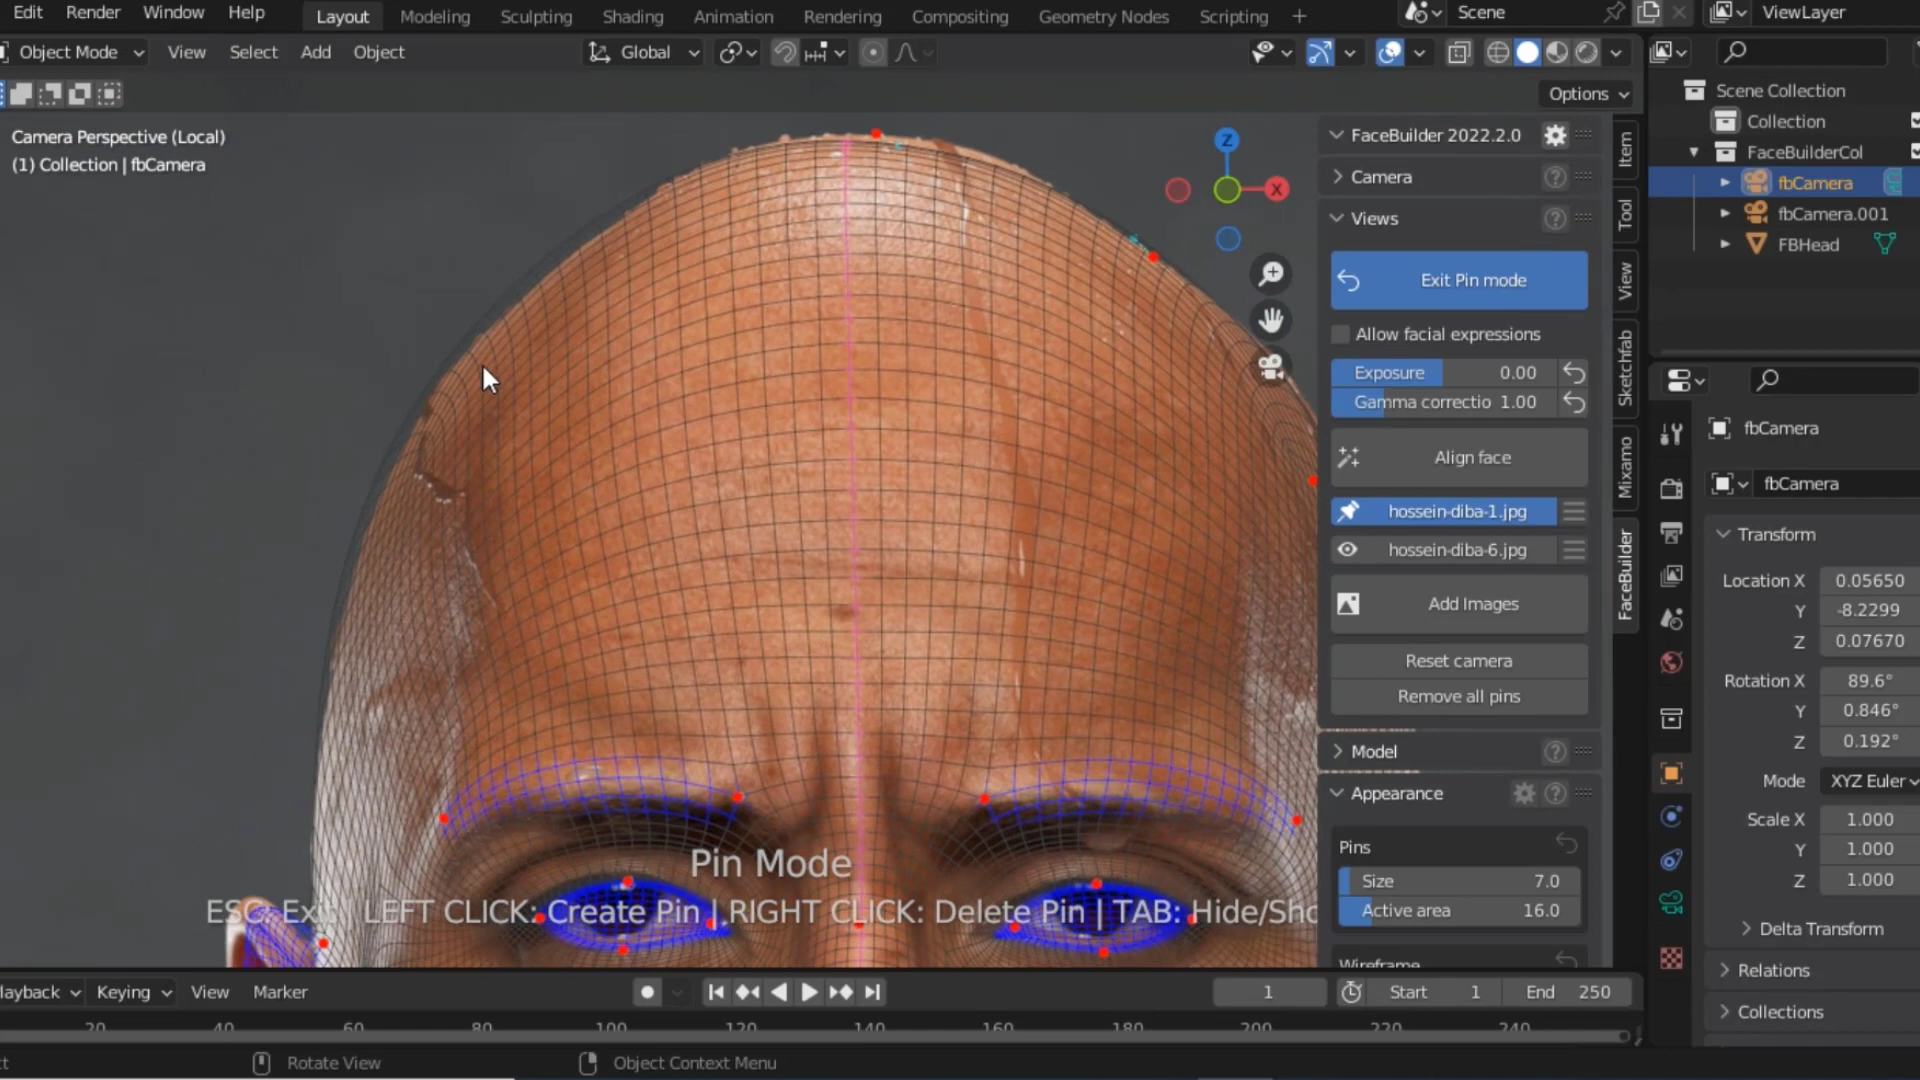 Edit Render Window Help Layout Modeling Sculpting Shading Animation Rendering Compositing Geometry Nodes Scripting + Scene ViewLayer
Object Mode View Select Add Object Global
Options
Camera Perspective (Local)
(1) Collection | fbCamera
Z
X
FaceBuilder 2022.2.0
Camera
Views
Exit Pin mode
Allow facial expressions
Exposure 0.00
Gamma correctio 1.00
Align face
hossein-diba-1.jpg
hossein-diba-6.jpg
Add Images
Reset camera
Remove all pins
Model
Appearance
Pins
Size 7.0
Active area 16.0
Wireframe
Item
Tool
View
Sketchfab
Mixamo
FaceBuilder
Scene Collection
Collection
FaceBuilderCol
fbCamera
fbCamera.001
FBHead
fbCamera
fbCamera
Transform
Location X 0.05650
Y -8.2299
Z 0.07670
Rotation X 89.6°
Y 0.846°
Z 0.192°
Mode XYZ Euler
Scale X 1.000
Y 1.000
Z 1.000
Delta Transform
Relations
Collections
Pin Mode
LEFT CLICK: Create Pin | RIGHT CLICK: Delete Pin | TAB: Hide/Sho
layback Keying View Marker 1 Start 1 End 250
20 40 60 80 100 120 140 160 180 200 220 240
ct Rotate View Object Context Menu